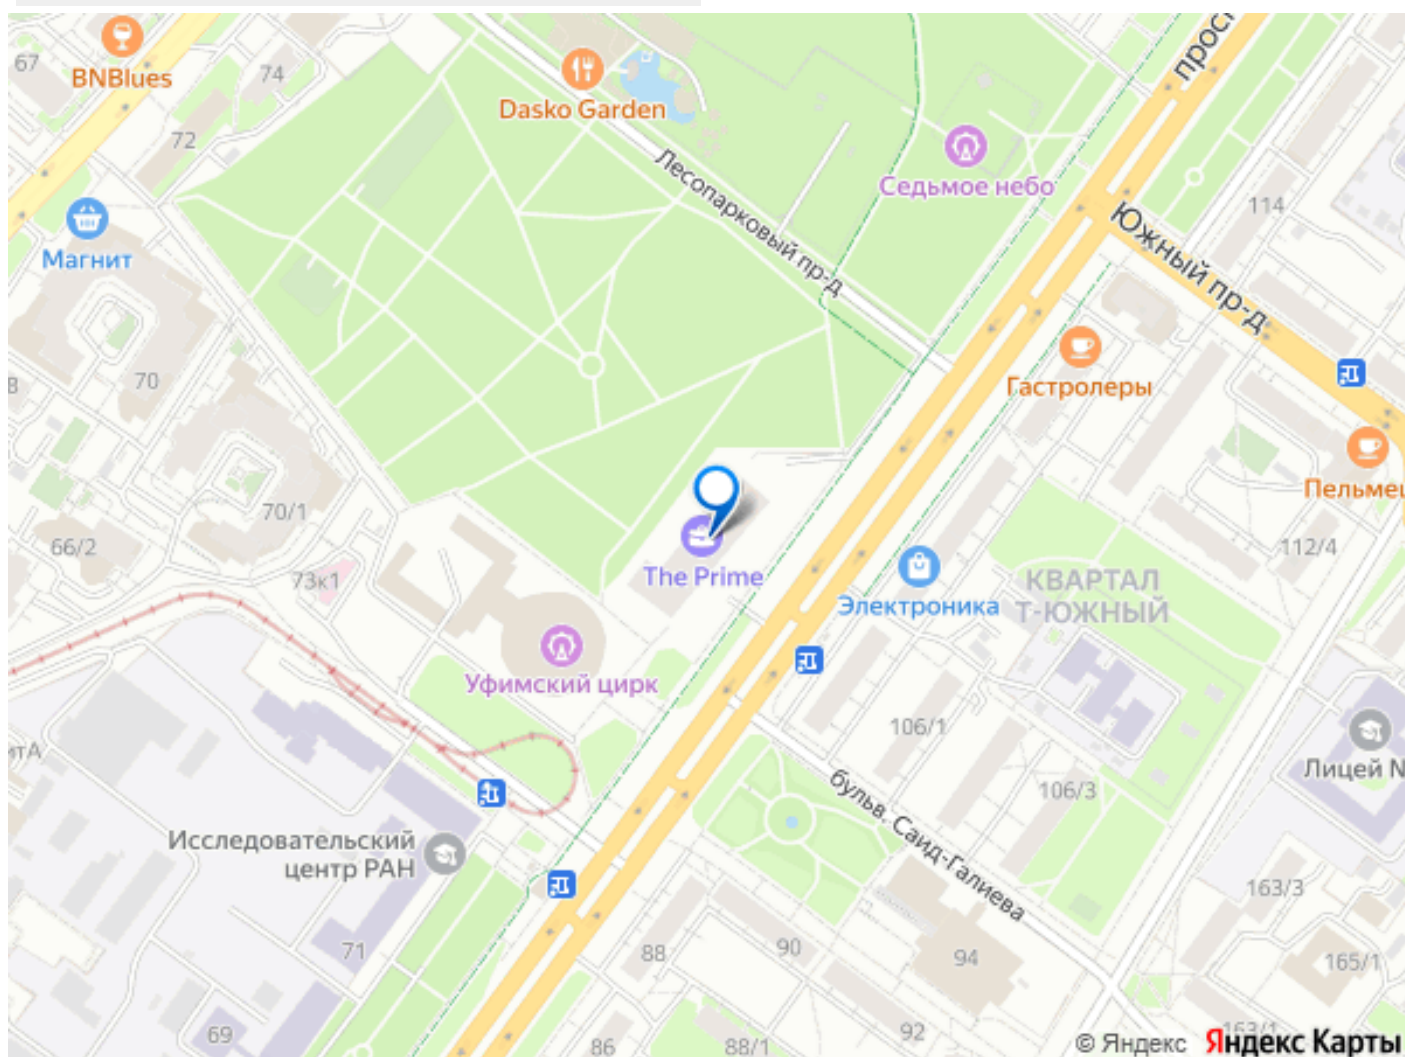 67
BNBlues
74
72
Dasko Garden
Лесопарковый пр-д
Седьмое небо
114
Южный пр-д
Магнит
70
70/1
66/2
73к1
Гастролеры
112/4
The Prime
Электроника
КВАРТАЛ
Т-ЮЖНЫЙ
Уфимский цирк
106/1
106/3
бульв. Саид-Галиева
Исследовательский
центр РАН
71
69
88
90
94
92
86
88/1
163/3
165/1
163/1
© Яндекс Яндекс Карты